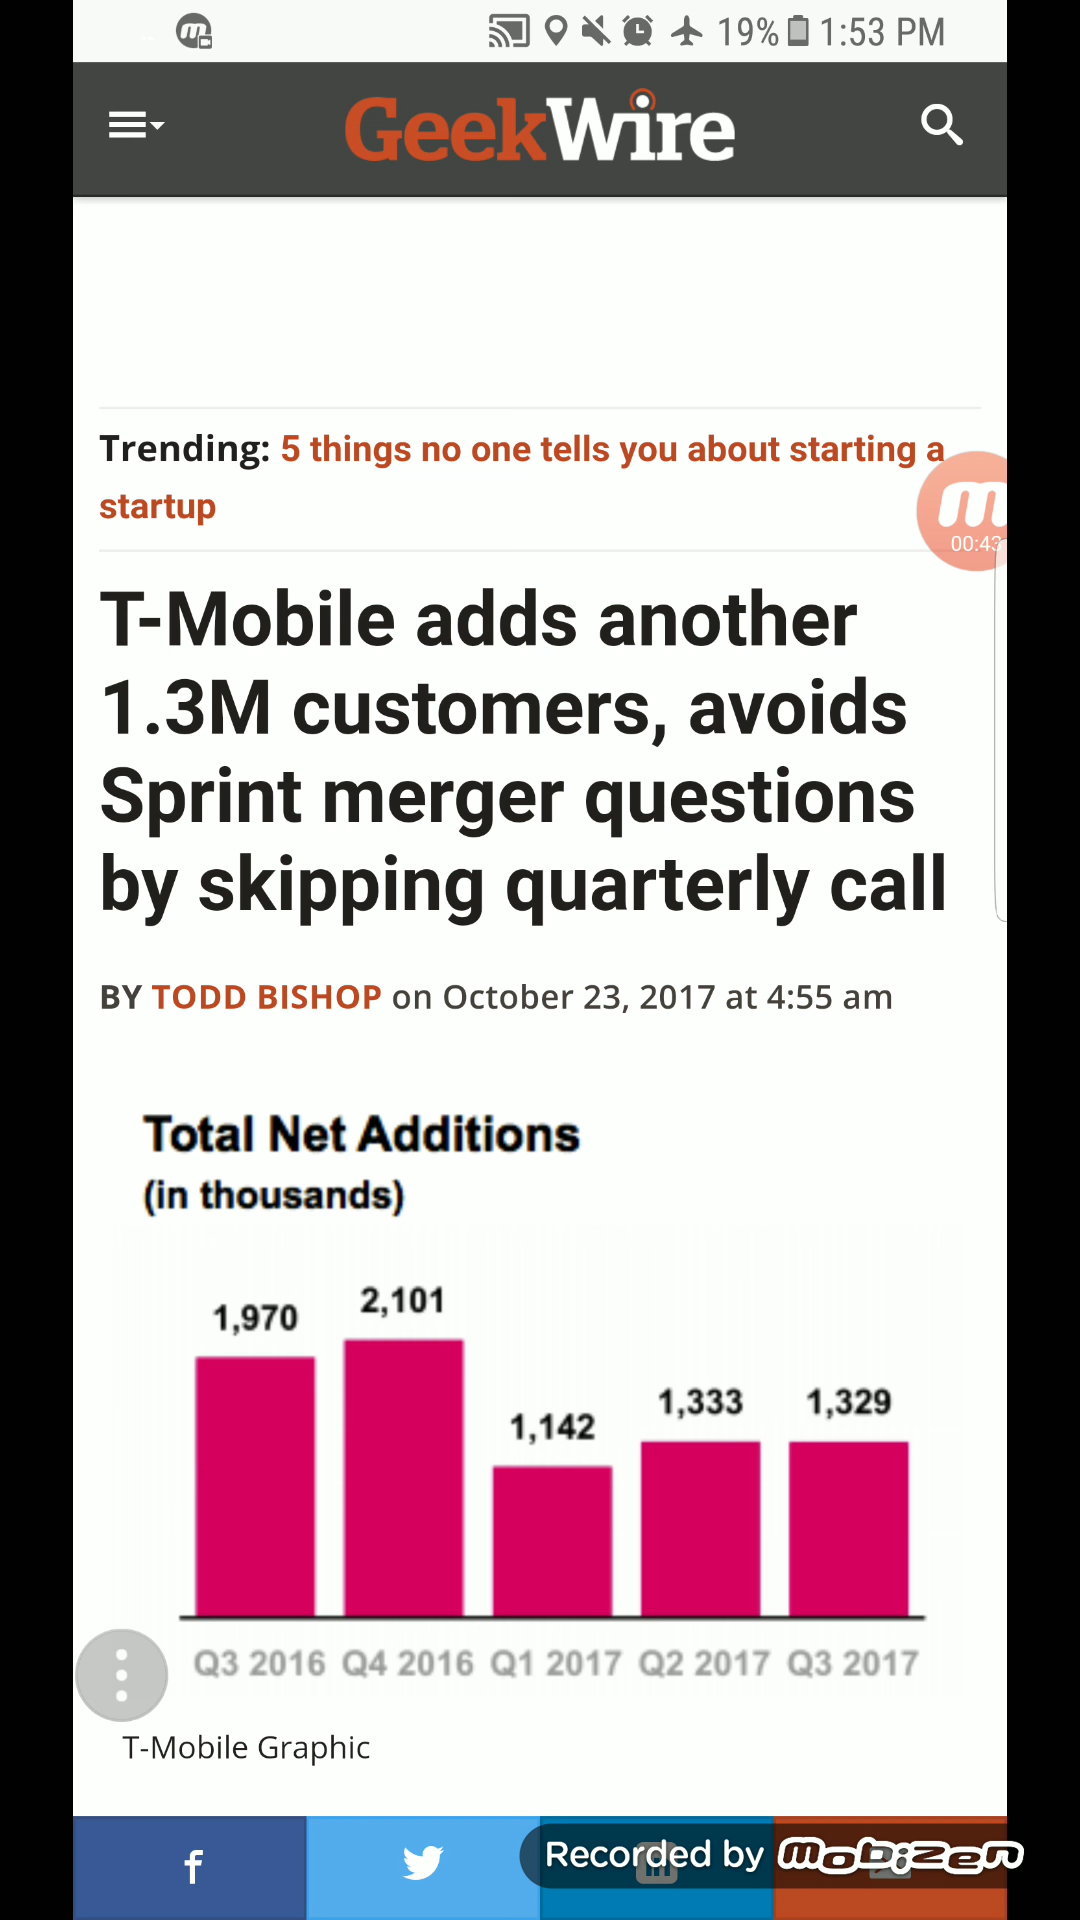 19% 1:53 PM
GeekWire
Trending: 5 things no one tells you about starting a
startup
m
00:43
T-Mobile adds another
1.3M customers, avoids
Sprint merger questions
by skipping quarterly call
BY TODD BISHOP on October 23, 2017 at 4:55 am
Total Net Additions
(in thousands)
1,970 2,101 1,142 1,333 1,329
Q3 2016 Q4 2016 Q1 2017 Q2 2017 Q3 2017
T-Mobile Graphic
f
in
Recorded by mobizen